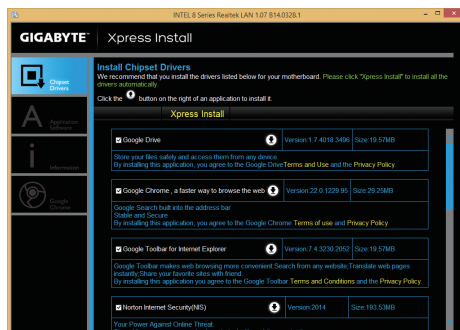 INTEL 8 Series Realtek LAN 1.07 B14.0328.1
GIGABYTE™ Xpress Install
Chipset
Drivers
Application
Software
Information
Google
Chrome
Install Chipset Drivers
We recommend that you install the drivers listed below for your motherboard. Please click "Xpress Install" to install all the
drivers automatically.
Click the button on the right of an application to install it.
Xpress Install
Google Drive Version:1.7.4018.3496 Size:19.57MB
Store your files safely and access them from any device.
By installing this application, you agree to the Google DriveTerms and Use and the Privacy Policy.
Google Chrome , a faster way to browse the web Version:22.0.1229.95 Size:29.25MB
Google Search built into the address bar
Stable and Secure
By installing this application, you agree to the Google Chrome Terms of use and Privacy Policy
Google Toolbar for Internet Explorer Version:7.4.3230.2052 Size:19.57MB
Google Toolbar makes web browsing more convenient.Search from any website;Translate web pages
instantly;Share your favorite sites with friend.
By installing this application you agree to the Google Toolbar Terms and Conditions and the Privacy Policy.
Norton Internet Security(NIS) Version:2014 Size:193.53MB
Your Power Against Online Threat.